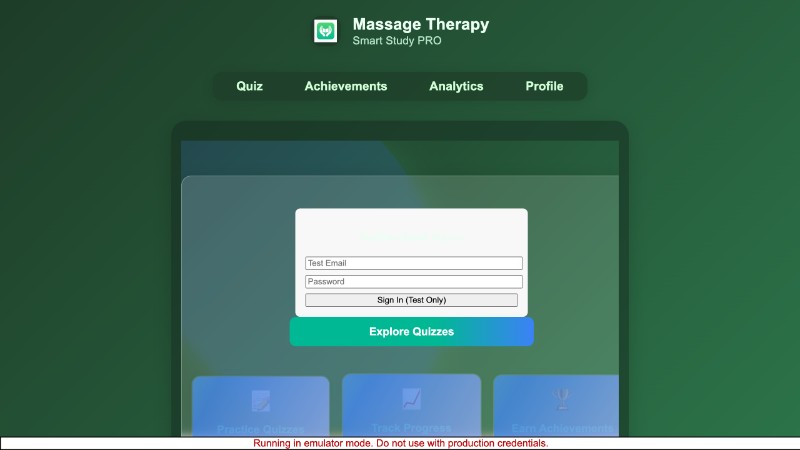 Massage Therapy
Smart Study PRO
Quiz Achievements Analytics Profile
Test Email
Password
Sign In (Test Only)
Explore Quizzes
Practice Quizzes Track Progress Earn Achievements
Running in emulator mode. Do not use with production credentials.